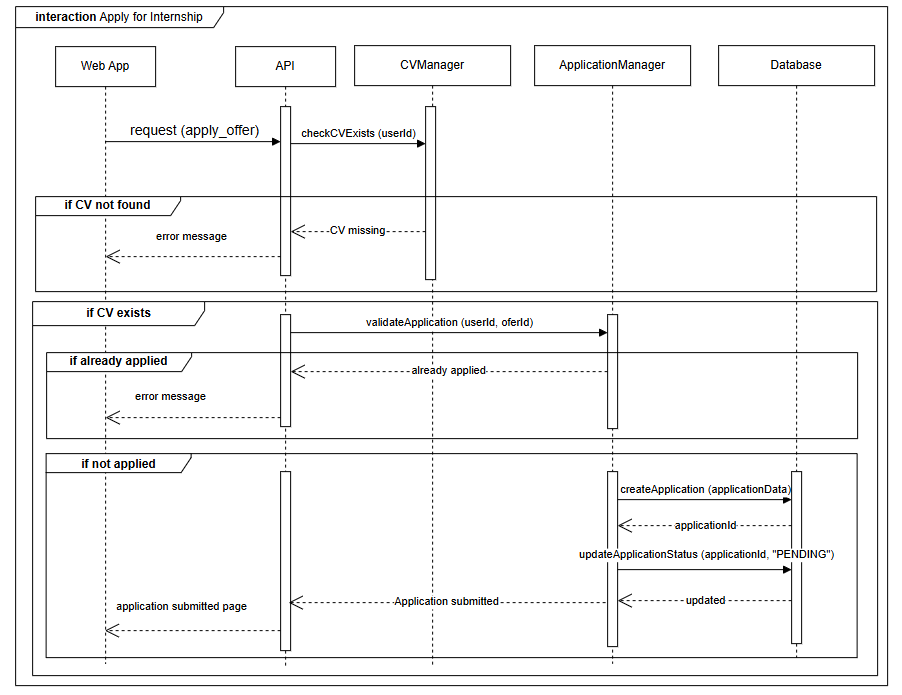 interaction Apply for Internship
Web App
API
CVManager
ApplicationManager
Database
request (apply_offer)
checkCVExists (userId)
if CV not found
CV missing
error message
if CV exists
validateApplication (userId, oferId)
if already applied
already applied
error message
if not applied
createApplication (applicationData)
applicationId
updateApplicationStatus (applicationId, "PENDING")
updated
Application submitted
application submitted page